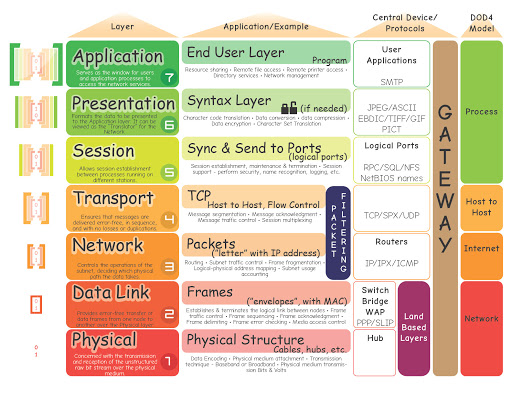 Layer
Application/Example
Central Device/
Protocols
DOD4
Model
Application
Serves as the window for users
and application processes to
access the network services.
7
End User Layer
Program
Resource sharing • Remote file access • Remote printer access •
Directory services • Network management
User
Applications
SMTP
Presentation
Formats the data to be presented
to the Application layer. It can be
viewed as the "Translator" for the
Network.
6
Syntax Layer
(if needed)
Character code translation • Data conversion • data compression •
Data encryption • Character Set Translation
JPEG/ASCII
EBDIC/TIFF/GIF
PICT
Process
Session
Allows session establishment
between processes running on
different stations.
5
Sync & Send to Ports
(logical ports)
Session establishment, maintenance & termination • Session
support - perform security, name recognition, logging, etc.
Logical Ports
RPC/SQL/NFS
NetBIOS names
Transport
Ensures that messages are
delivered error-free, in sequence,
and with no losses or duplications.
4
TCP
Host to Host, Flow Control
Message segmentation • Message acknowledgment •
Message traffic control • Session multiplexing
PACKET
FILTERING
TCP/SPX/UDP
GATEWAY
Host to
Host
Network
Controls the operations of the
subnet, deciding which physical
path the data takes.
3
Packets
("letter" with IP address)
Routing • Subnet traffic control • Frame fragmentation •
Logical-physical address mapping • Subnet usage
accounting
Routers
IP/IPX/ICMP
Internet
Data Link
Provides error-free transfer of
data frames from one node to
another over the Physical layer.
2
Frames
("envelopes", with MAC)
Establishes & terminates the logical link between nodes • Frame
traffic control • Frame sequencing • Frame acknowledgment •
Frame delimiting • Frame error checking • Media access control
Switch
Bridge
WAP
PPP/SLIP
Land
Based
Layers
Network
Physical
Concerned with the transmission
and reception of the unstructured
raw bit stream over the physical
medium.
1
Physical Structure
Cables, hubs, etc.
Data Encoding • Physical medium attachment • Transmission
technique - Baseband or Broadband • Physical medium transmis-
sion Bits & Volts
Hub
0
1